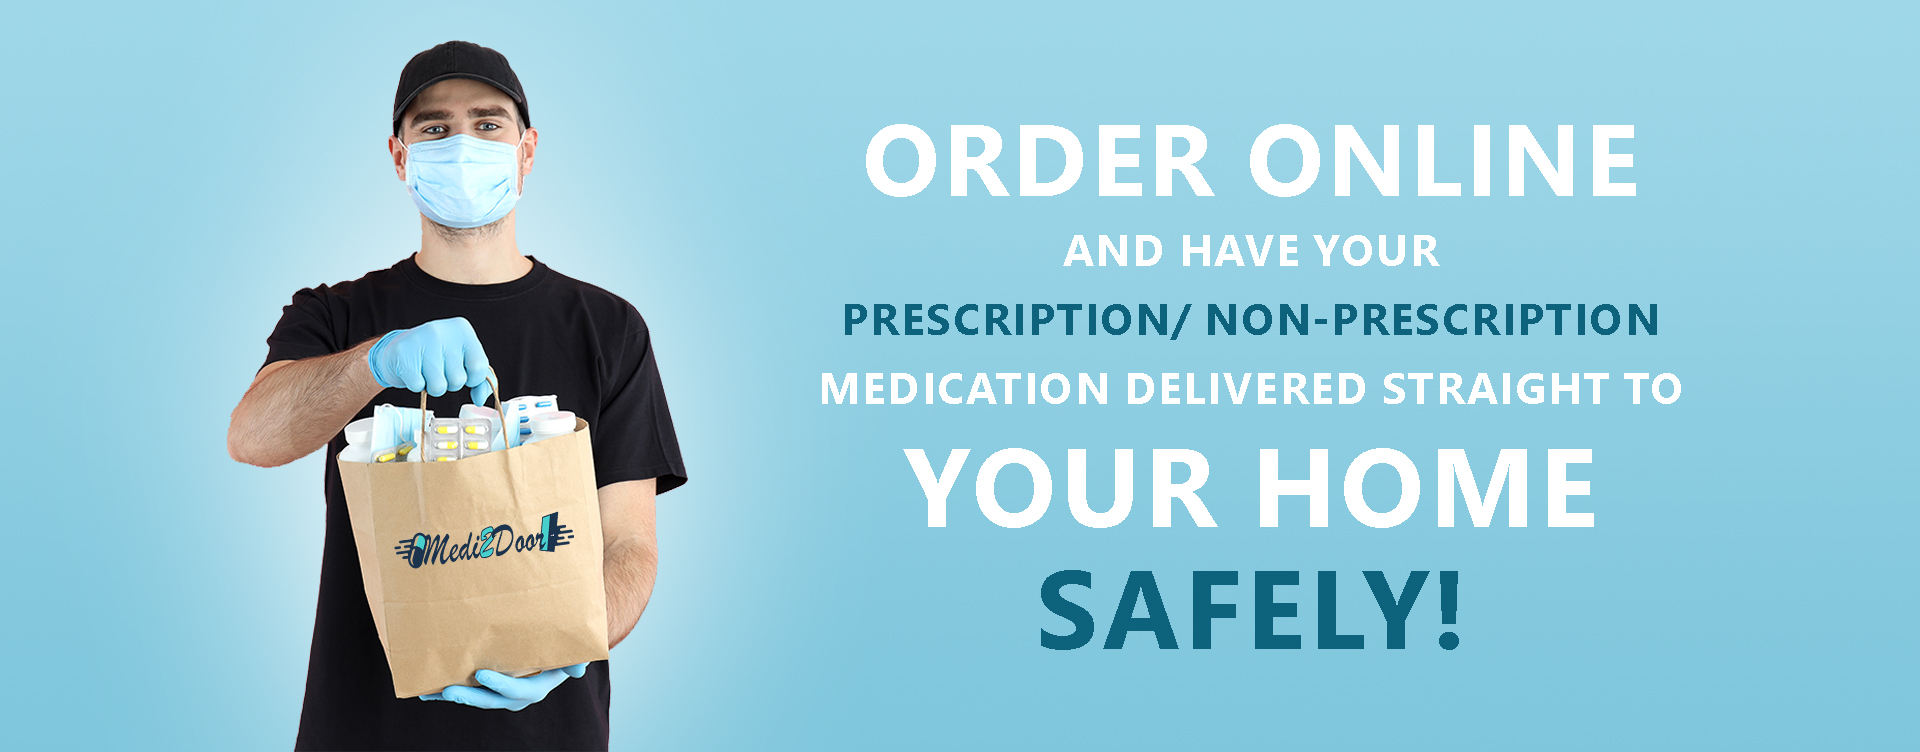 ORDER ONLINE
AND HAVE YOUR
PRESCRIPTION/ NON-PRESCRIPTION
MEDICATION DELIVERED STRAIGHT TO
YOUR HOME
SAFELY!
Medi2Door